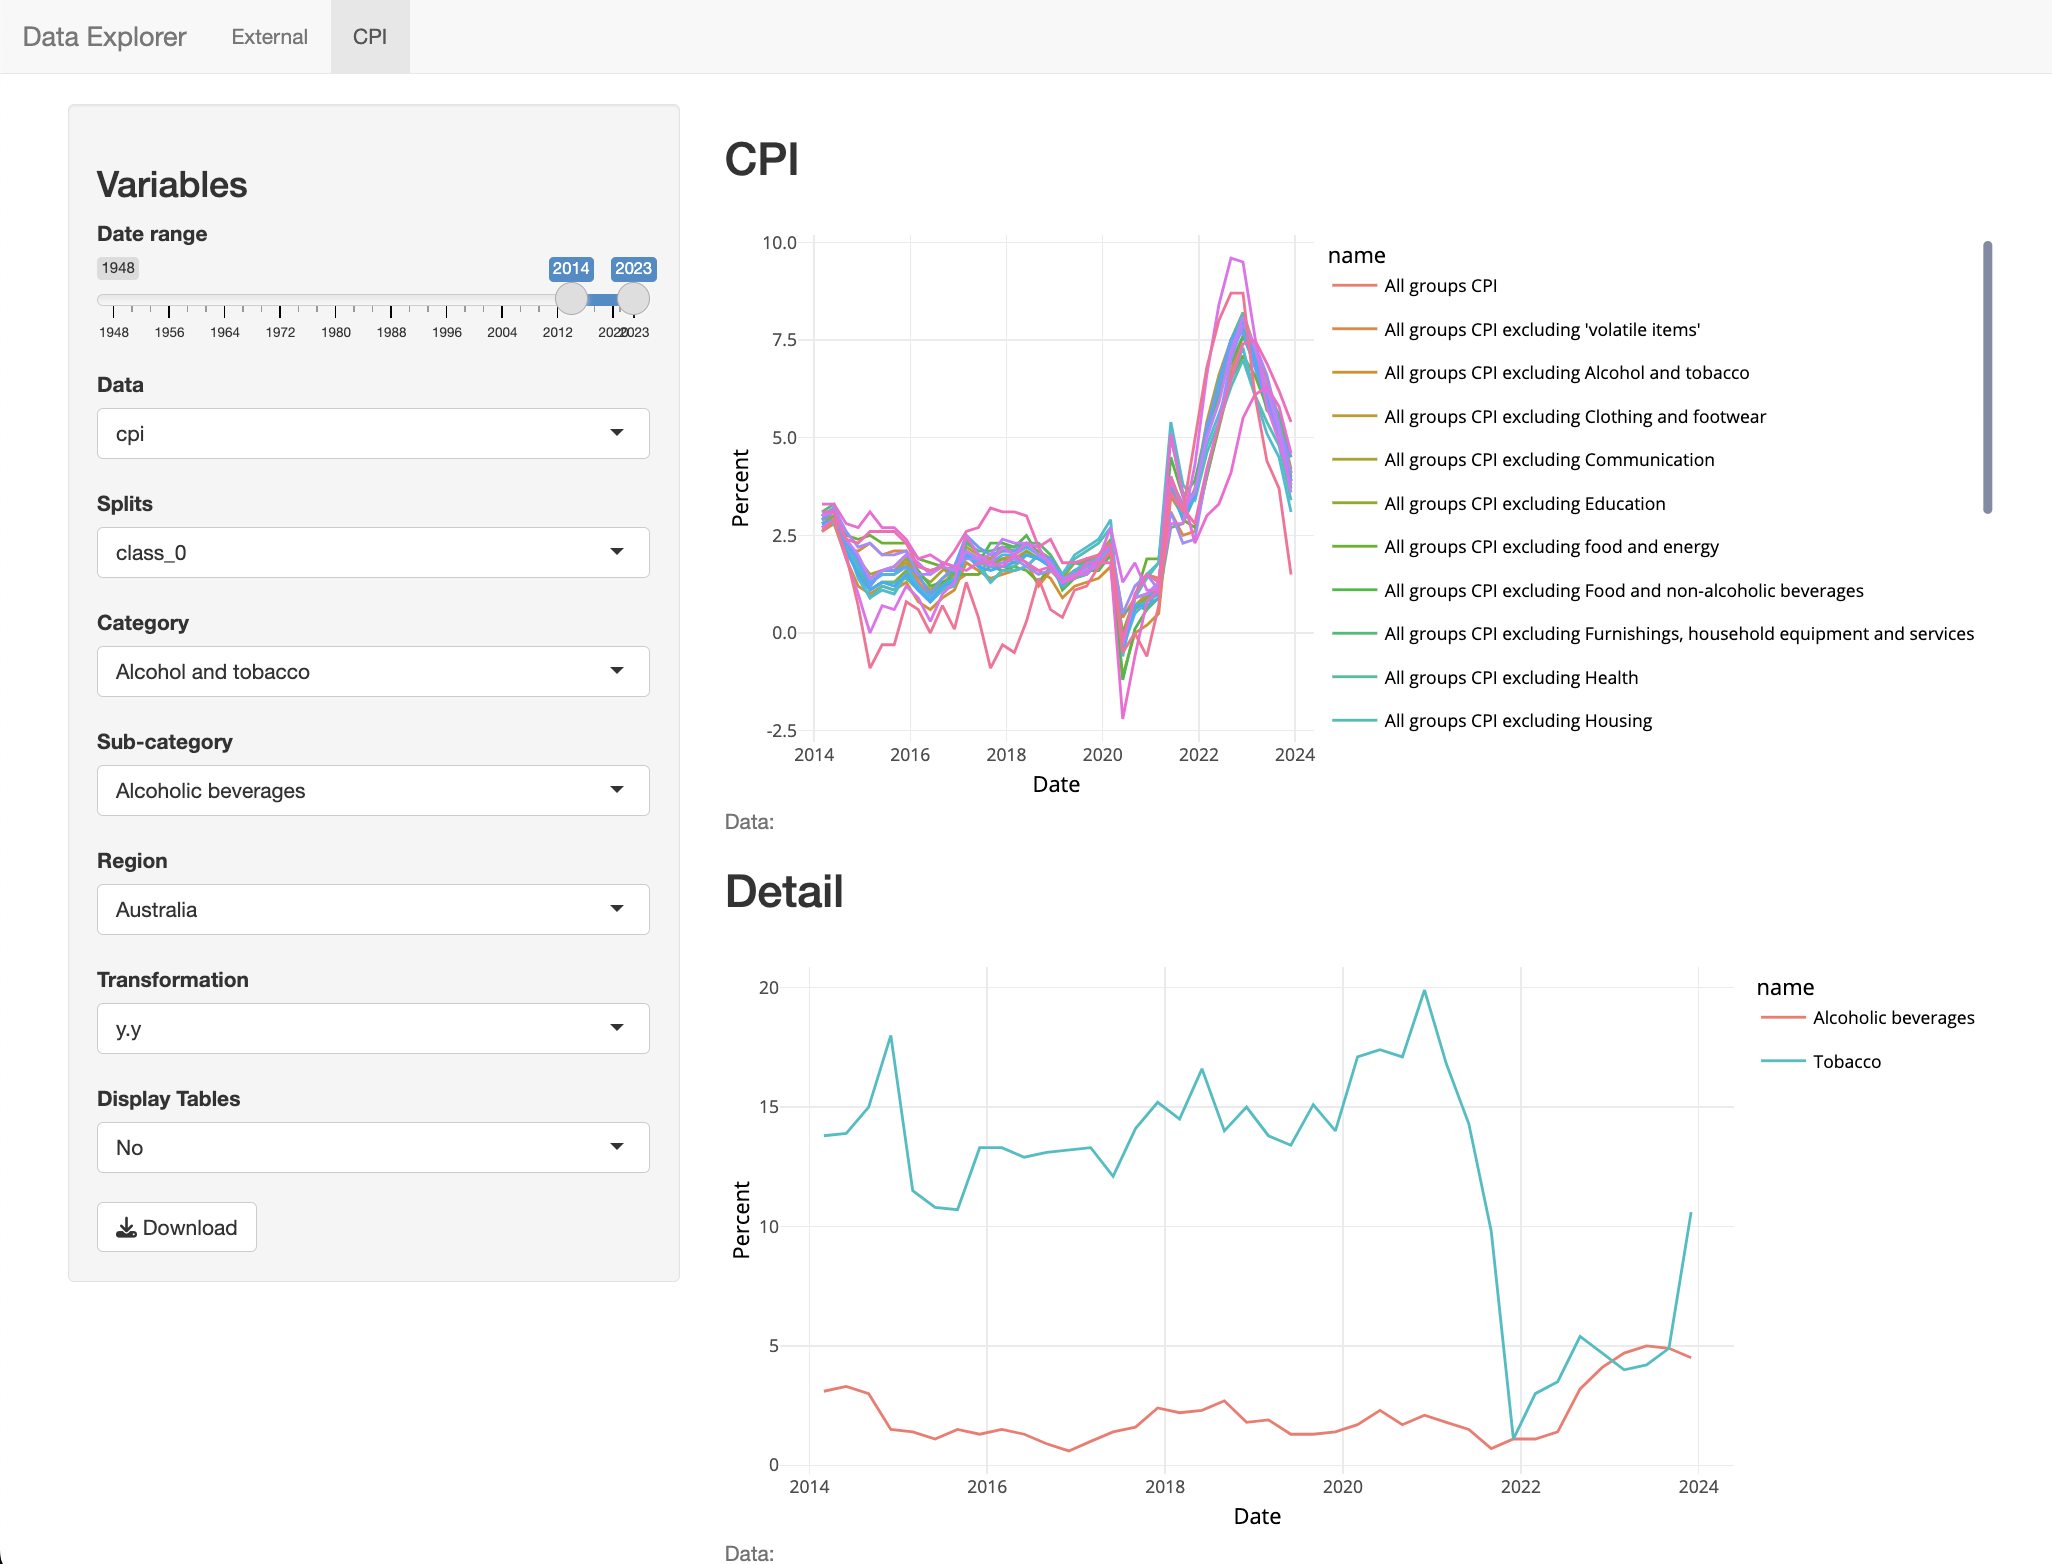 Data Explorer External CPI
Variables
Date range
1948 2014 2023
1948 1956 1964 1972 1980 1988 1996 2004 2012 2020 2023
Data
cpi
Splits
class_0
Category
Alcohol and tobacco
Sub-category
Alcoholic beverages
Region
Australia
Transformation
y.y
Display Tables
No
Download
CPI
10.0
7.5
5.0
2.5
0.0
-2.5
Percent
2014 2016 2018 2020 2022 2024
Date
name
All groups CPI
All groups CPI excluding 'volatile items'
All groups CPI excluding Alcohol and tobacco
All groups CPI excluding Clothing and footwear
All groups CPI excluding Communication
All groups CPI excluding Education
All groups CPI excluding food and energy
All groups CPI excluding Food and non-alcoholic beverages
All groups CPI excluding Furnishings, household equipment and services
All groups CPI excluding Health
All groups CPI excluding Housing
Data:
Detail
20
15
10
5
0
Percent
2014 2016 2018 2020 2022 2024
Date
name
Alcoholic beverages
Tobacco
Data: